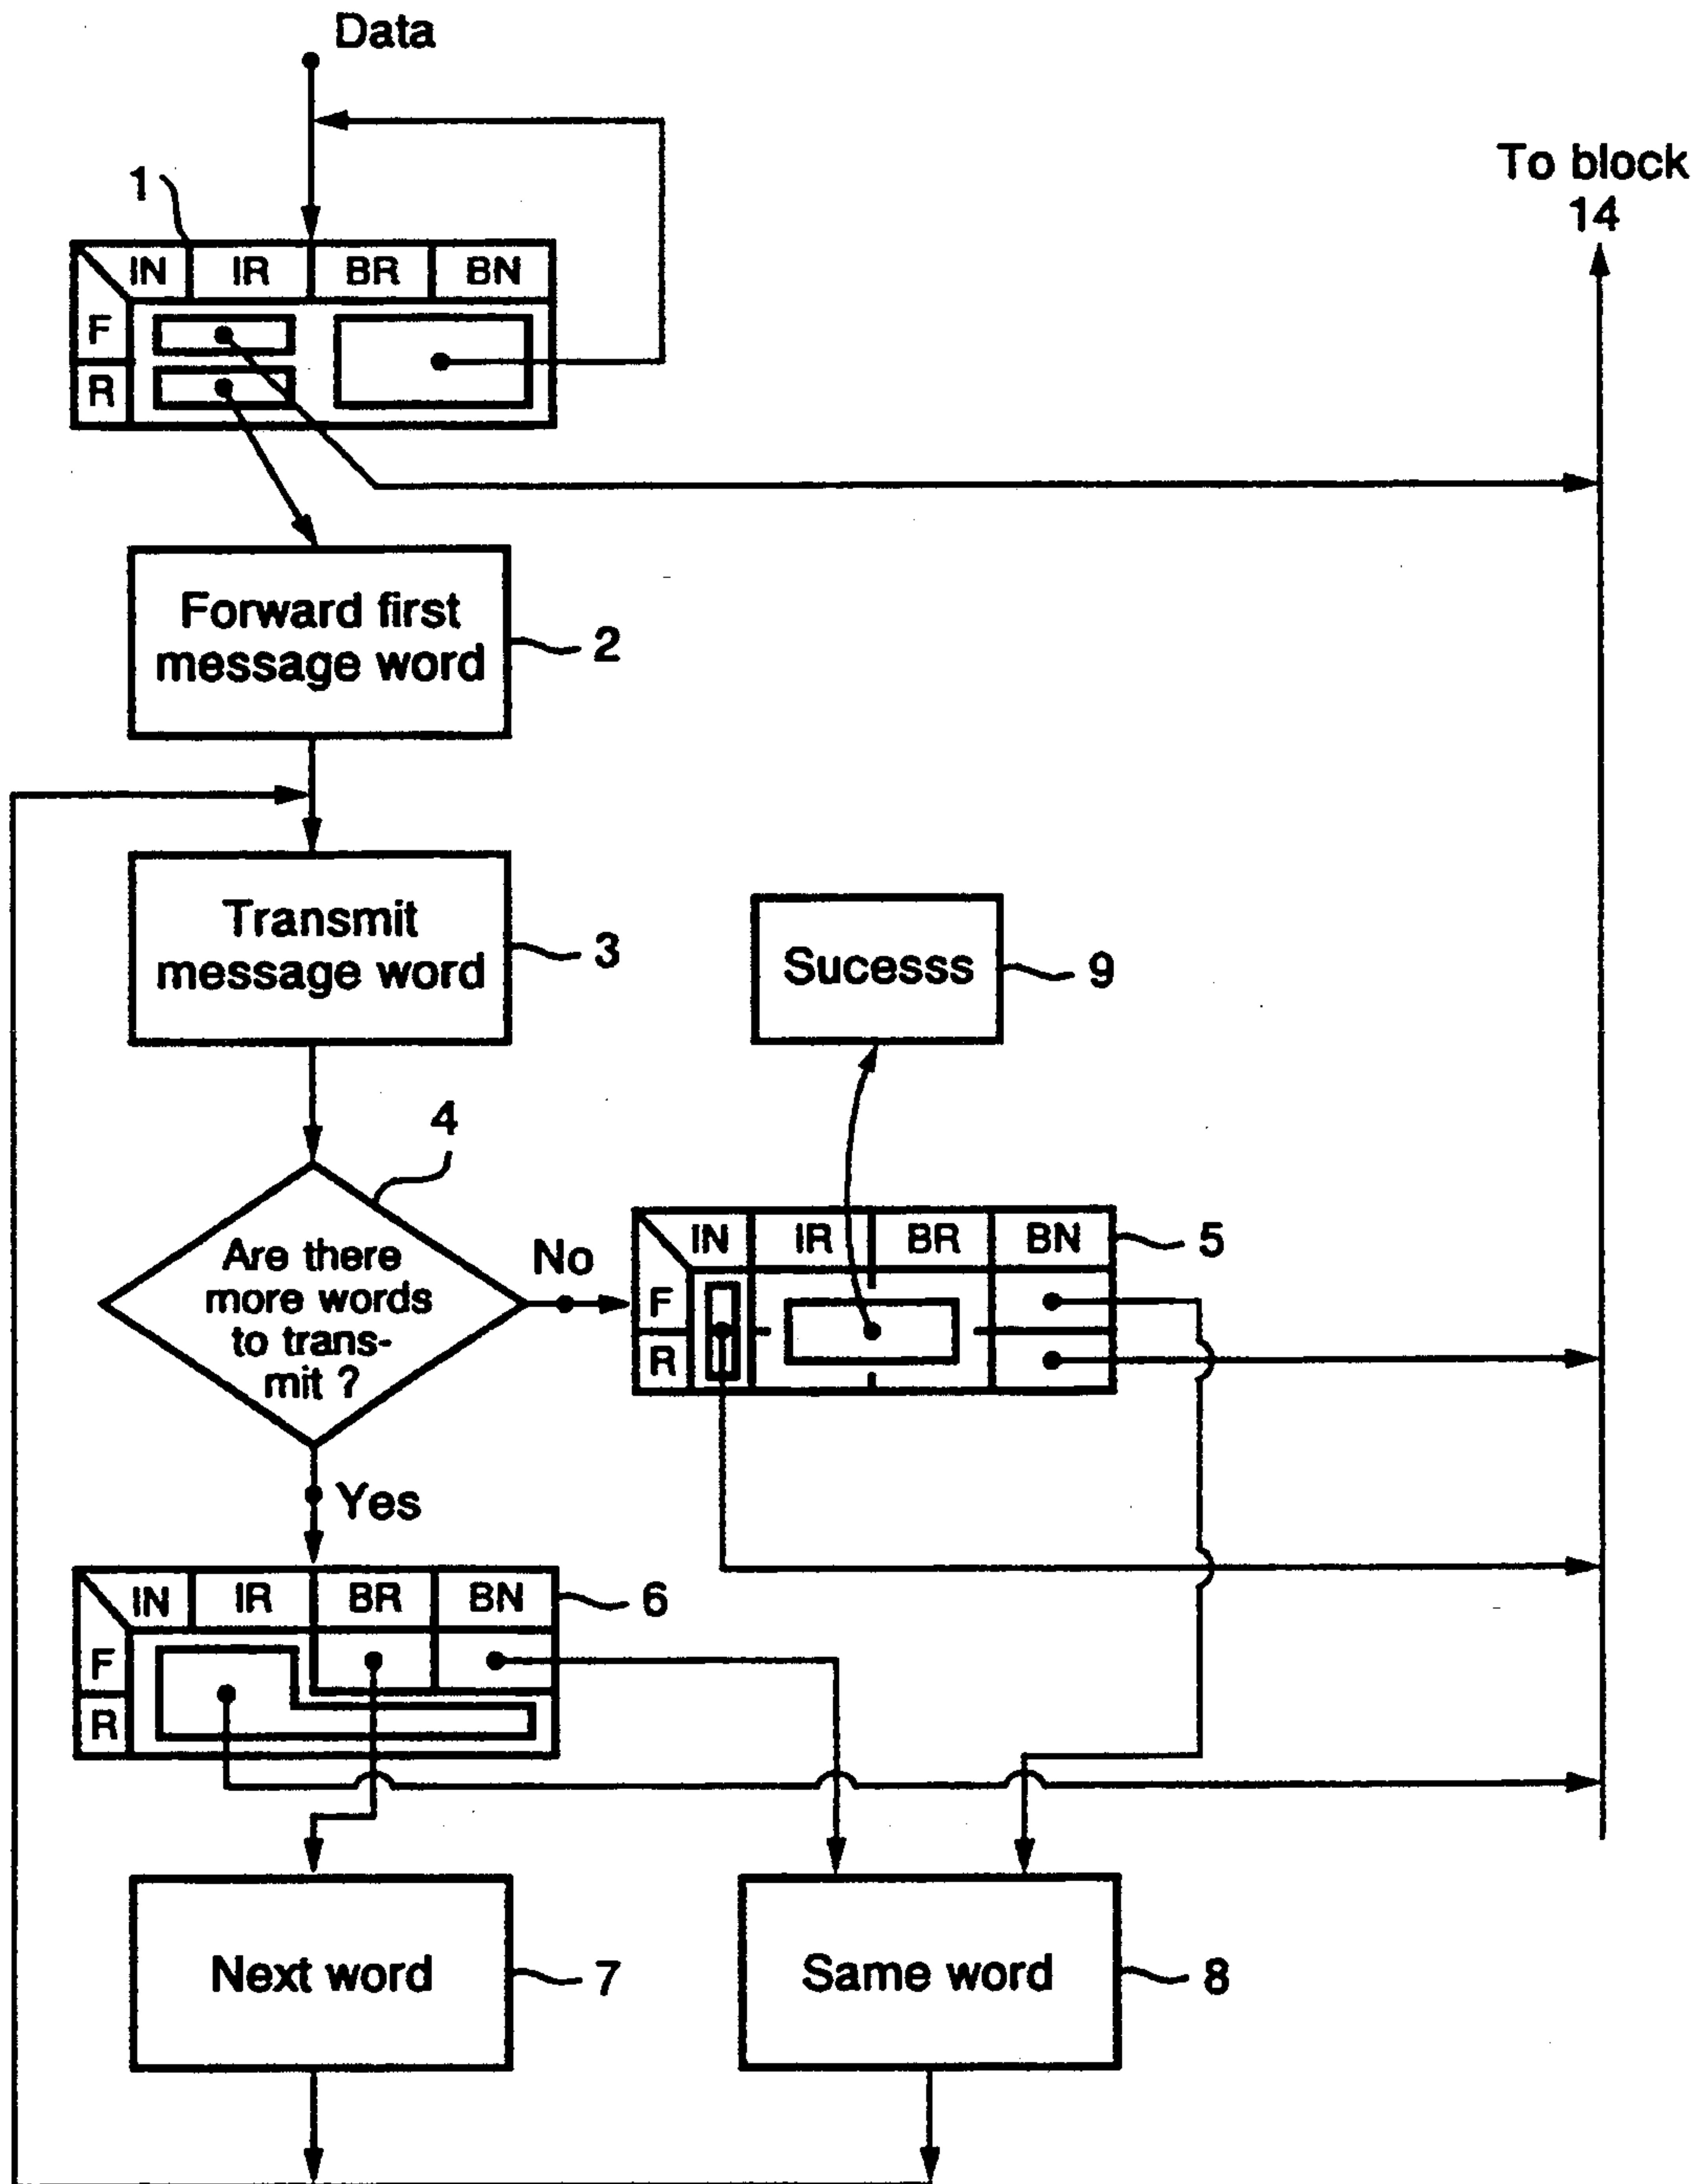 Data
To block
14
1
IN IR BR BN
F
R
Forward first
message word
2
Transmit
message word
3
Sucesss
9
4
Are there
more words
to trans-
mit ?
No
IN IR BR BN
5
F
R
Yes
IN IR BR BN
6
F
R
Next word
7
Same word
8